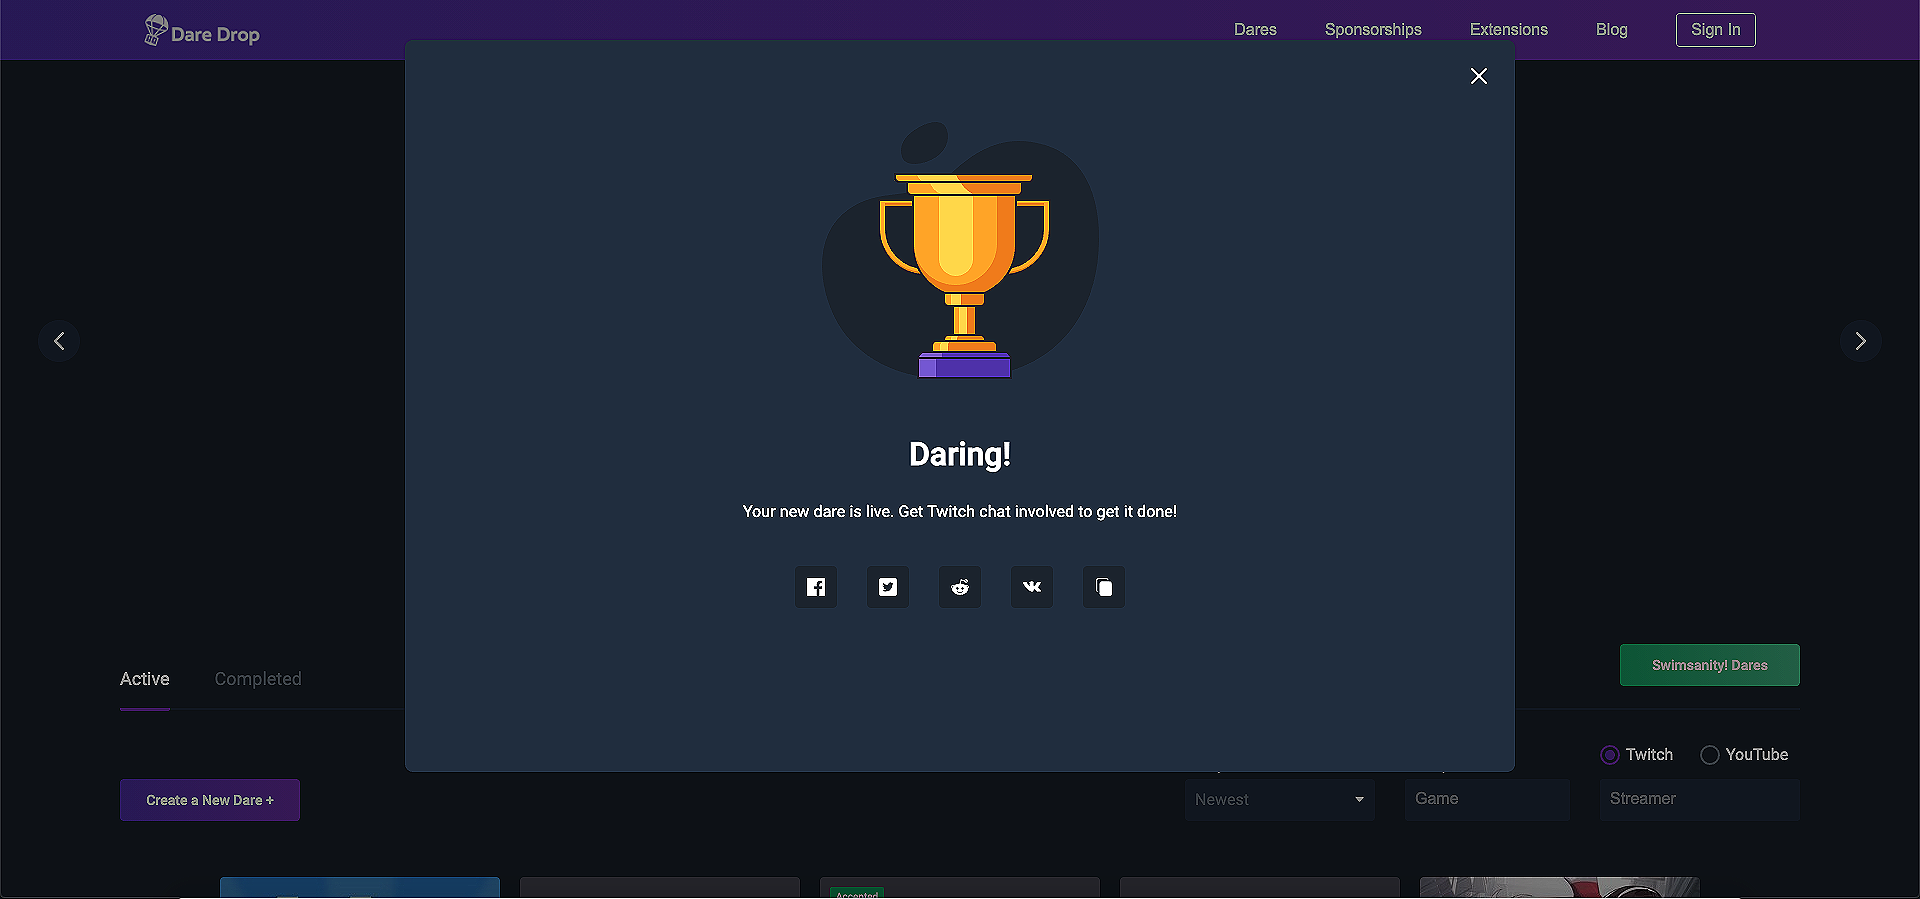 Dare Drop
Dares Sponsorships Extensions Blog Sign In
Daring!
Your new dare is live. Get Twitch chat involved to get it done!
Active Completed
Swimsanity! Dares
Twitch YouTube
Create a New Dare +
Newest Game Streamer
Accepted